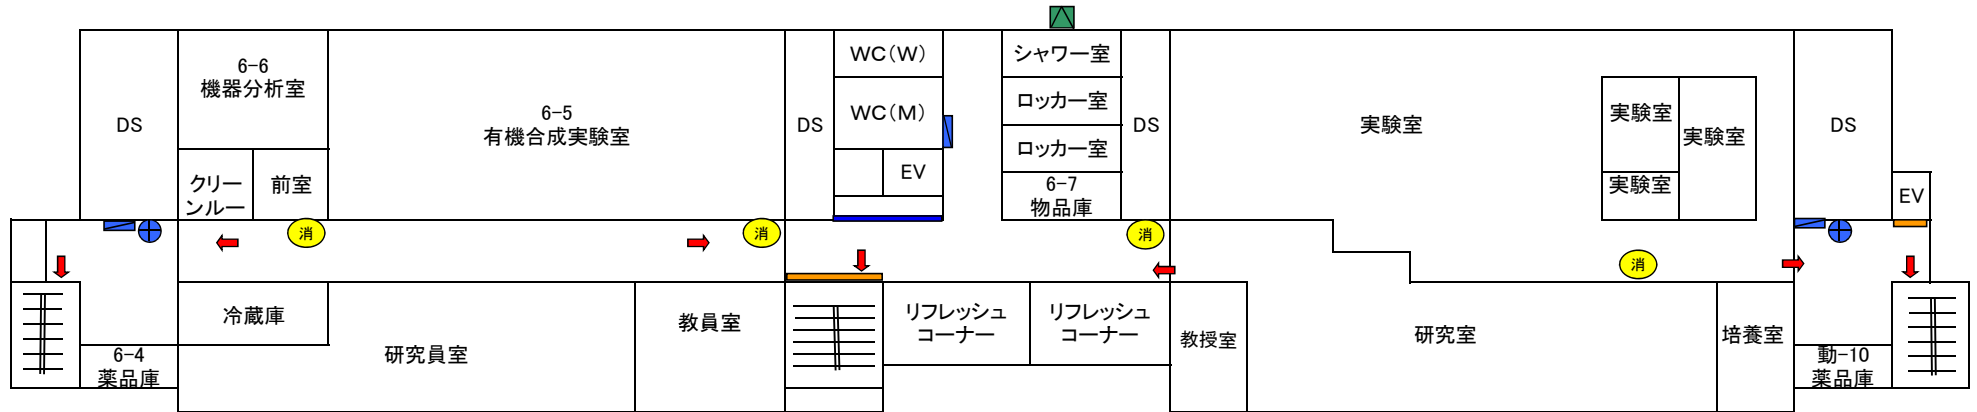 6-6
機器分析室
DS
クリー
ンルー
前室
6-5
有機合成実験室
DS
WC(W)
WC(M)
EV
シャワー室
ロッカー室
ロッカー室
6-7
物品庫
DS
実験室
実験室
実験室
実験室
DS
EV
消
消
消
消
冷蔵庫
6-4
薬品庫
研究員室
教員室
リフレッシュ
コーナー
リフレッシュ
コーナー
教授室
研究室
培養室
動-10
薬品庫